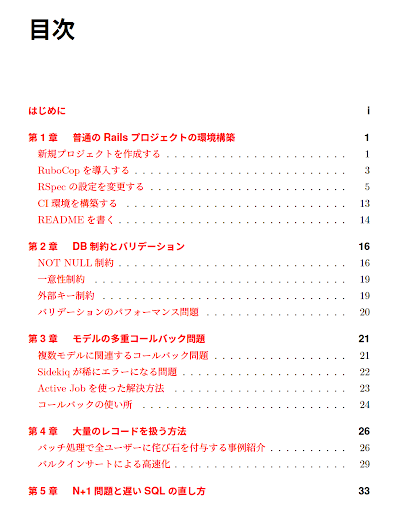 目次
はじめに i
第1章 普通の Rails プロジェクトの環境構築 1
新規プロジェクトを作成する . . . . . . . . . . . . . . . . . . . . . . . 1
RuboCop を導入する . . . . . . . . . . . . . . . . . . . . . . . . . . . 3
RSpec の設定を変更する . . . . . . . . . . . . . . . . . . . . . . . . . 5
CI 環境を構築する . . . . . . . . . . . . . . . . . . . . . . . . . . . . 13
README を書く . . . . . . . . . . . . . . . . . . . . . . . . . . . . . 14
第2章 DB 制約とバリデーション 16
NOT NULL 制約 . . . . . . . . . . . . . . . . . . . . . . . . . . . . . 16
一意性制約 . . . . . . . . . . . . . . . . . . . . . . . . . . . . . . . 19
外部キー制約 . . . . . . . . . . . . . . . . . . . . . . . . . . . . . . 19
バリデーションのパフォーマンス問題 . . . . . . . . . . . . . . . . . . 20
第3章 モデルの多重コールバック問題 21
複数モデルに関連するコールバック問題 . . . . . . . . . . . . . . . . . 21
Sidekiq が稀にエラーになる問題 . . . . . . . . . . . . . . . . . . . . . 22
Active Job を使った解決方法 . . . . . . . . . . . . . . . . . . . . . . 23
コールバックの使い所 . . . . . . . . . . . . . . . . . . . . . . . . . . 24
第4章 大量のレコードを扱う方法 26
バッチ処理で全ユーザーに侘び石を付与する事例紹介 . . . . . . . . . . 26
バルクインサートによる高速化 . . . . . . . . . . . . . . . . . . . . . . 29
第5章 N+1 問題と遅い SQL の直し方 33